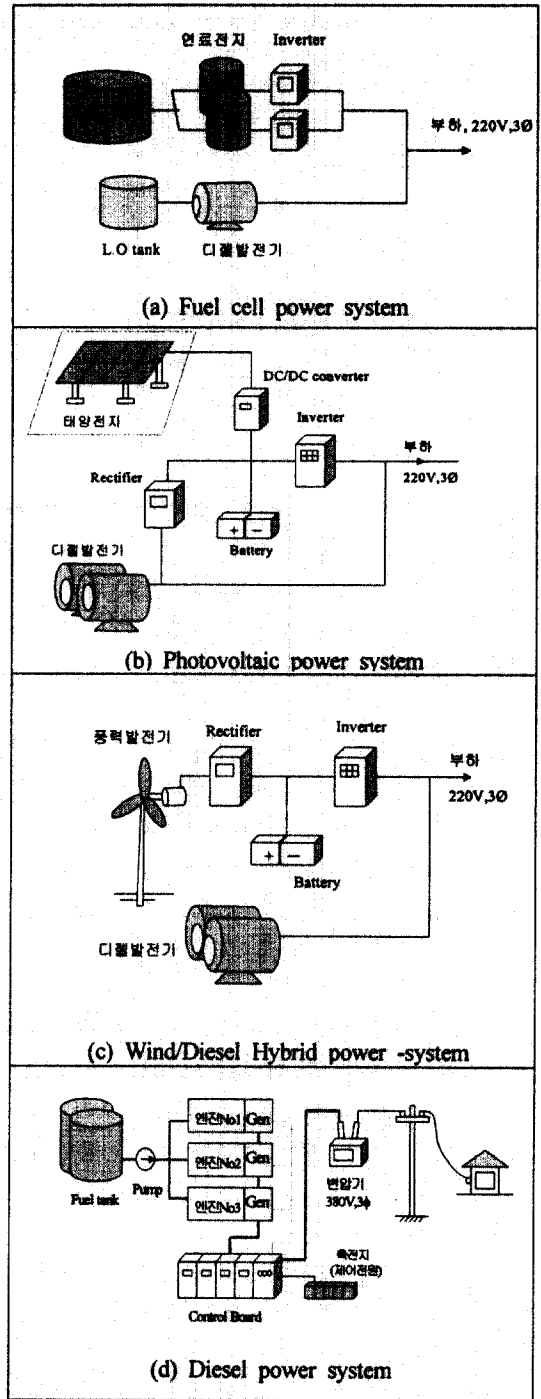 연료전지 Inverter
부하, 220V,3Ø
L.O tank 디젤발전기
(a) Fuel cell power system
DC/DC converter
태양전지
Inverter
부하
Rectifier
220V,3Ø
+ −
Battery
디젤발전기
(b) Photovoltaic power system
풍력발전기
Rectifier Inverter
부하
220V,3Ø
+ −
Battery
디젤발전기
(c) Wind/Diesel Hybrid power -system
엔진No1 Gen
엔진No2 Gen
엔진No3 Gen
Fuel tank Pump
변압기
380V,3ϕ
축전지
(제어전원)
Control Board
(d) Diesel power system